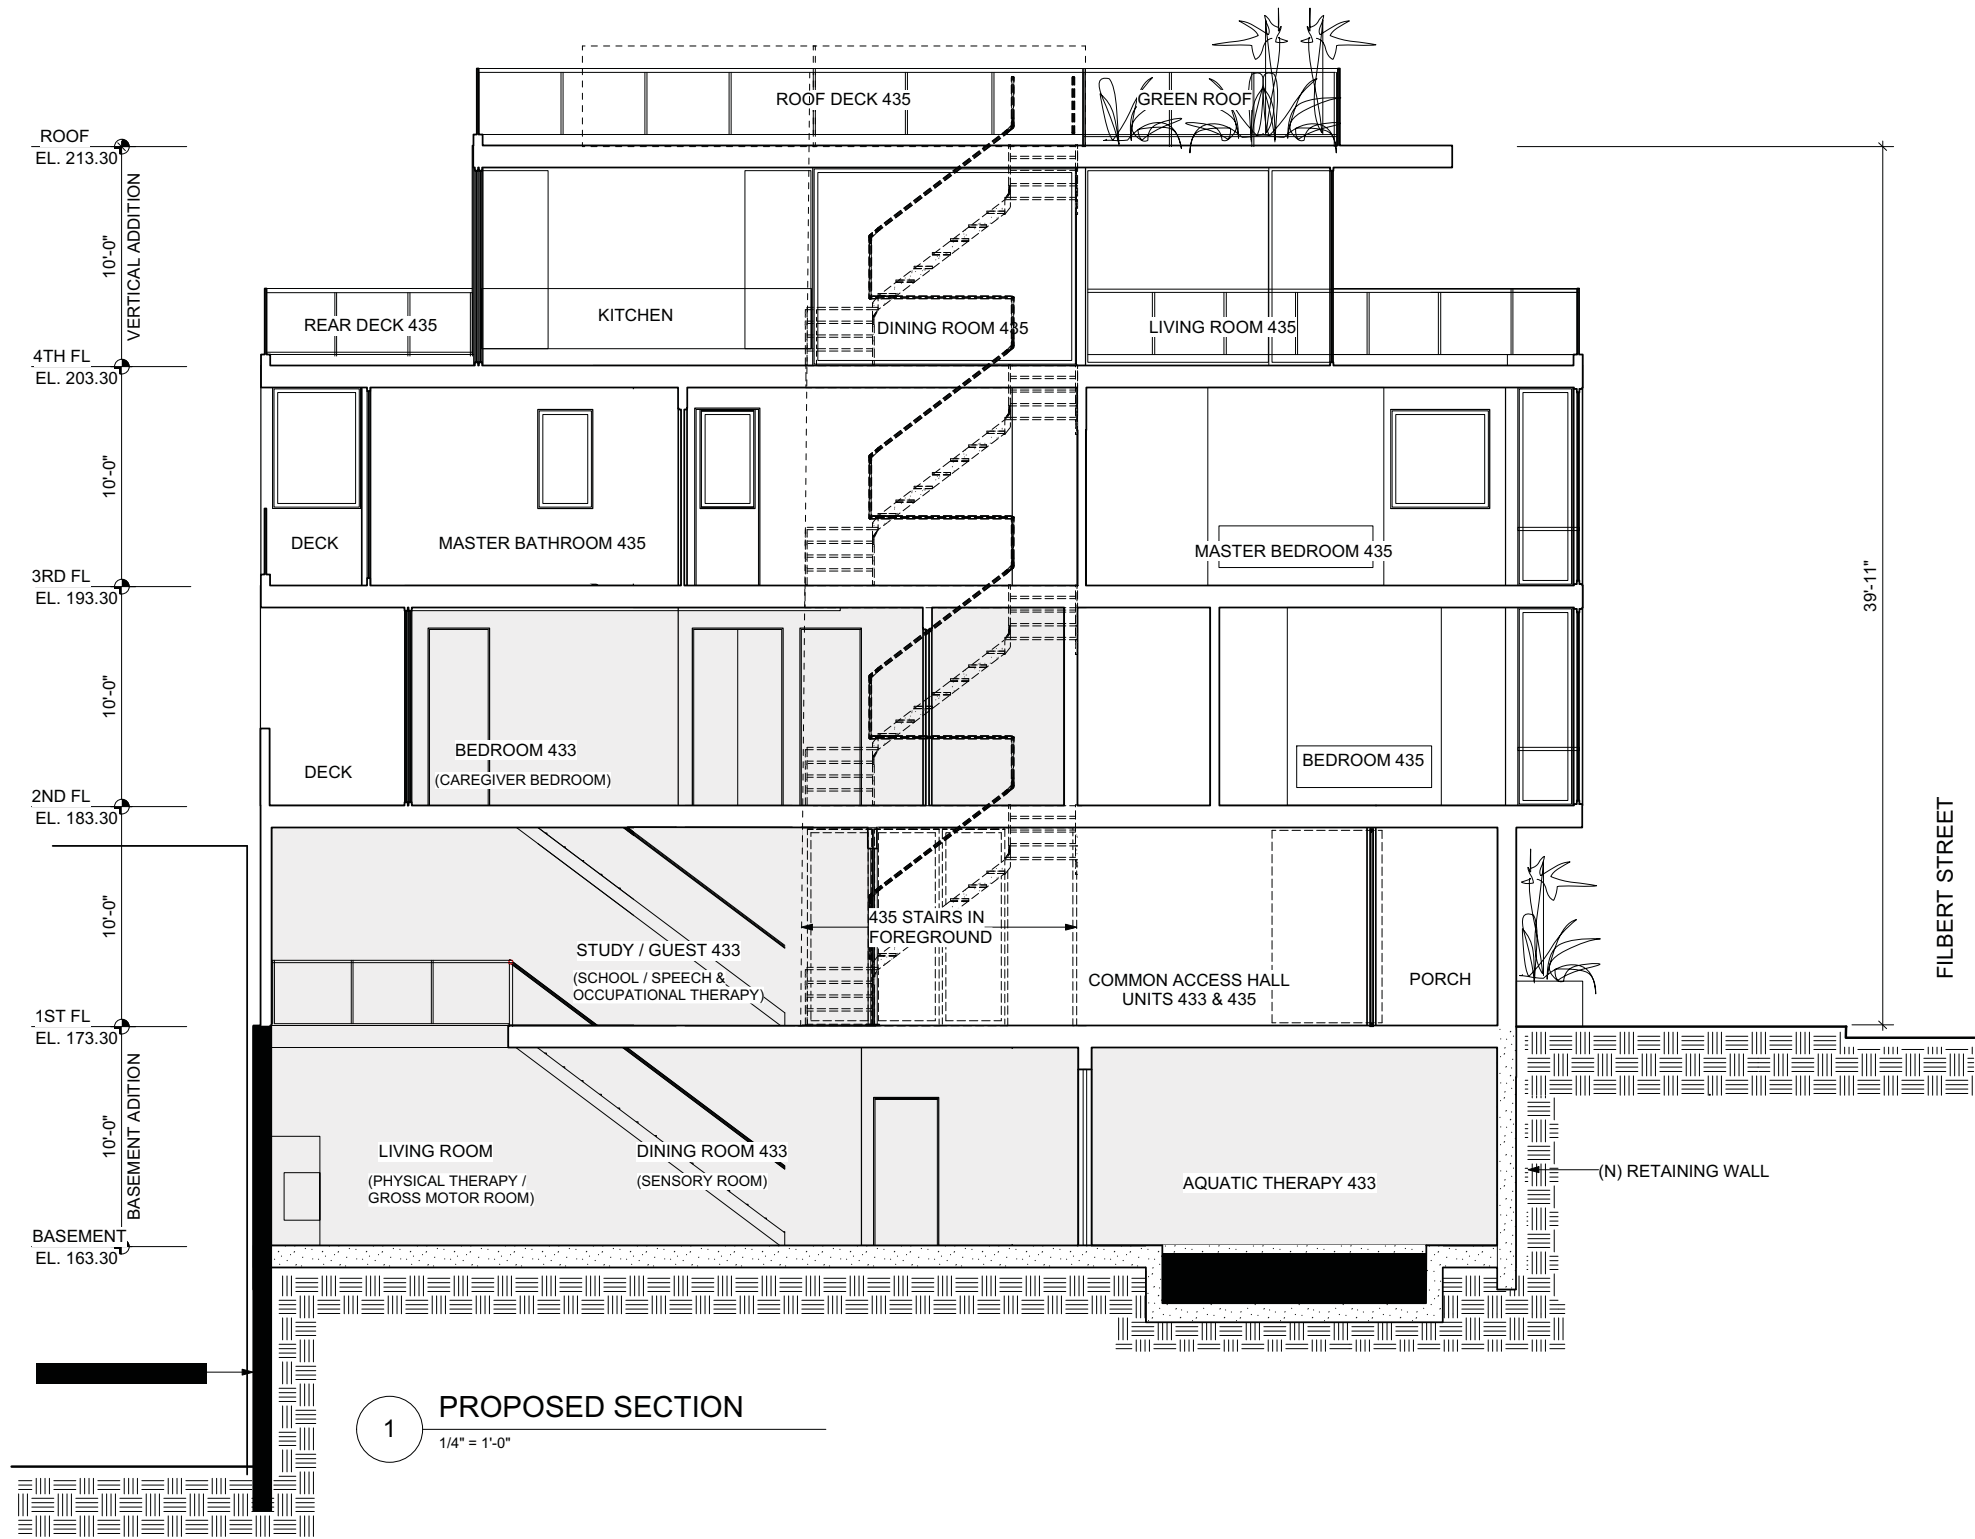 ROOF DECK 435
GREEN ROOF
ROOF
EL. 213.30
10'-0"
VERTICAL ADDITION
REAR DECK 435
KITCHEN
DINING ROOM 435
LIVING ROOM 435
4TH FL
EL. 203.30
10'-0"
DECK
MASTER BATHROOM 435
MASTER BEDROOM 435
3RD FL
EL. 193.30
39'-11"
10'-0"
DECK
BEDROOM 433
(CAREGIVER BEDROOM)
BEDROOM 435
2ND FL
EL. 183.30
10'-0"
435 STAIRS IN
FOREGROUND
STUDY / GUEST 433
(SCHOOL / SPEECH &
OCCUPATIONAL THERAPY)
COMMON ACCESS HALL
UNITS 433 & 435
PORCH
FILBERT STREET
1ST FL
EL. 173.30
10'-0"
BASEMENT ADITION
LIVING ROOM
(PHYSICAL THERAPY /
GROSS MOTOR ROOM)
DINING ROOM 433
(SENSORY ROOM)
AQUATIC THERAPY 433
(N) RETAINING WALL
BASEMENT
EL. 163.30
1
PROPOSED SECTION
1/4" = 1'-0"